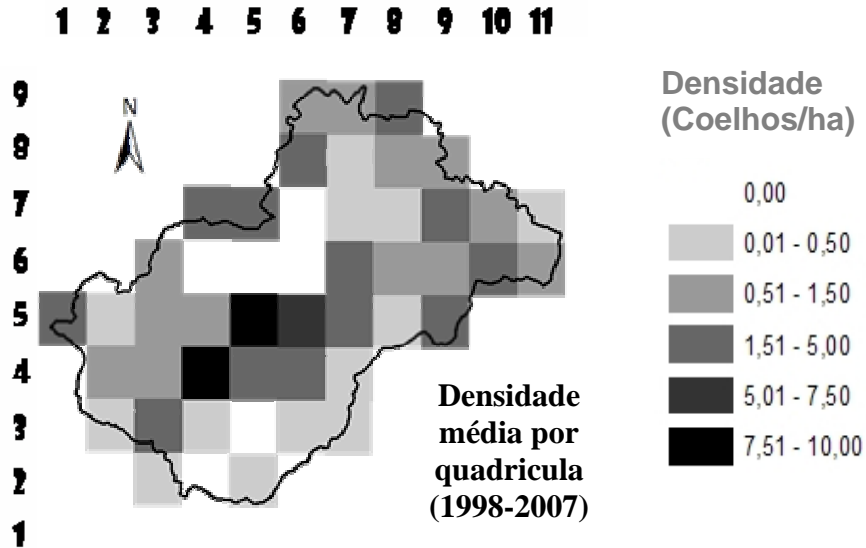 1 2 3 4 5 6 7 8 9 10 11
9
8
7
6
5
4
3
2
1
N
Densidade
média por
quadricula
(1998-2007)
Densidade
(Coelhos/ha)
0,00
0,01 - 0,50
0,51 - 1,50
1,51 - 5,00
5,01 - 7,50
7,51 - 10,00